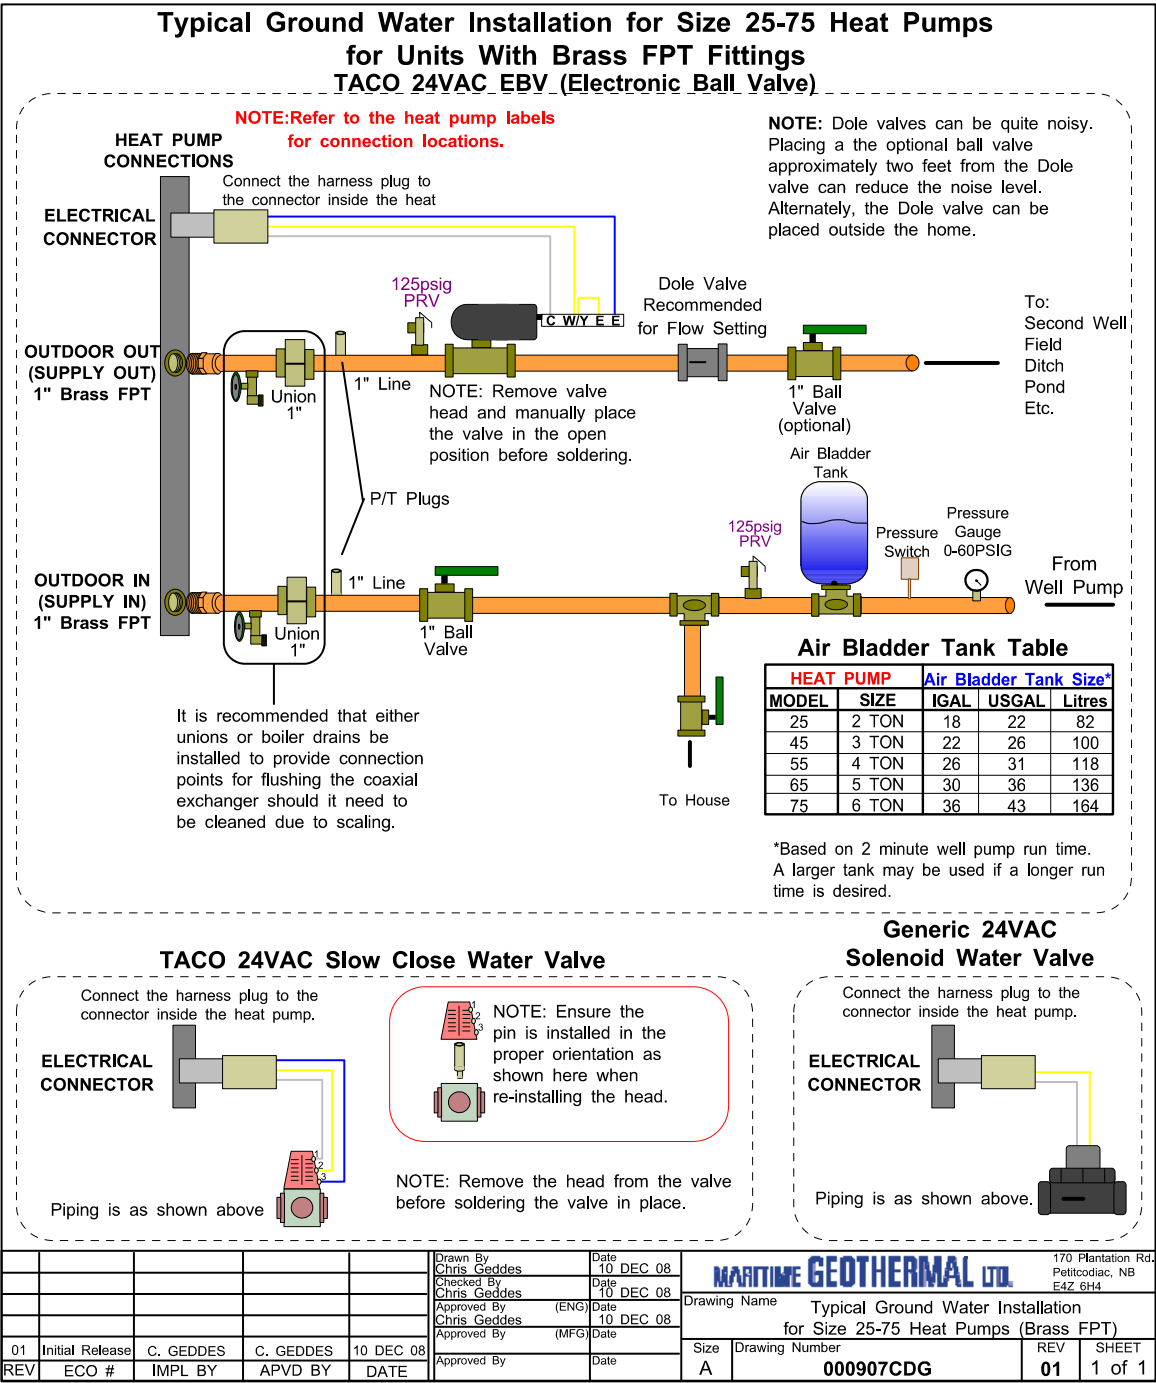 Typical Ground Water Installation for Size 25-75 Heat Pumps
for Units With Brass FPT Fittings
TACO 24VAC EBV (Electronic Ball Valve)
NOTE:Refer to the heat pump labels
for connection locations.
NOTE: Dole valves can be quite noisy.
Placing a the optional ball valve
approximately two feet from the Dole
valve can reduce the noise level.
Alternately, the Dole valve can be
placed outside the home.
HEAT PUMP
CONNECTIONS
Connect the harness plug to
the connector inside the heat
ELECTRICAL
CONNECTOR
125psig
PRV
C W/Y E E
Dole Valve
Recommended
for Flow Setting
To:
Second Well
Field
Ditch
Pond
Etc.
OUTDOOR OUT
(SUPPLY OUT)
1" Brass FPT
Union
1"
1" Line
NOTE: Remove valve
head and manually place
the valve in the open
position before soldering.
1" Ball
Valve
(optional)
P/T Plugs
Air Bladder
Tank
125psig
PRV
Pressure
Switch
Pressure
Gauge
0-60PSIG
From
Well Pump
OUTDOOR IN
(SUPPLY IN)
1" Brass FPT
1" Line
Union
1"
1" Ball
Valve
To House
It is recommended that either
unions or boiler drains be
installed to provide connection
points for flushing the coaxial
exchanger should it need to
be cleaned due to scaling.
Air Bladder Tank Table
HEAT PUMP Air Bladder Tank Size*
MODEL SIZE IGAL USGAL Litres
25 2 TON 18 22 82
45 3 TON 22 26 100
55 4 TON 26 31 118
65 5 TON 30 36 136
75 6 TON 36 43 164
*Based on 2 minute well pump run time.
A larger tank may be used if a longer run
time is desired.
TACO 24VAC Slow Close Water Valve
Connect the harness plug to the
connector inside the heat pump.
ELECTRICAL
CONNECTOR
1
2
3
Piping is as shown above
1
2
3
NOTE: Ensure the
pin is installed in the
proper orientation as
shown here when
re-installing the head.
NOTE: Remove the head from the valve
before soldering the valve in place.
Generic 24VAC
Solenoid Water Valve
Connect the harness plug to the
connector inside the heat pump.
ELECTRICAL
CONNECTOR
Piping is as shown above.
01 Initial Release C. GEDDES C. GEDDES 10 DEC 08
REV ECO # IMPL BY APVD BY DATE
Drawn By Date
Chris Geddes 10 DEC 08
Checked By Date
Chris Geddes 10 DEC 08
Approved By (ENG) Date
Chris Geddes 10 DEC 08
Approved By (MFG) Date
Approved By Date
MARITIME GEOTHERMAL LTD.
170 Plantation Rd.
Petitcodiac, NB
E4Z 6H4
Drawing Name
Typical Ground Water Installation
for Size 25-75 Heat Pumps (Brass FPT)
Size Drawing Number REV SHEET
A 000907CDG 01 1 of 1